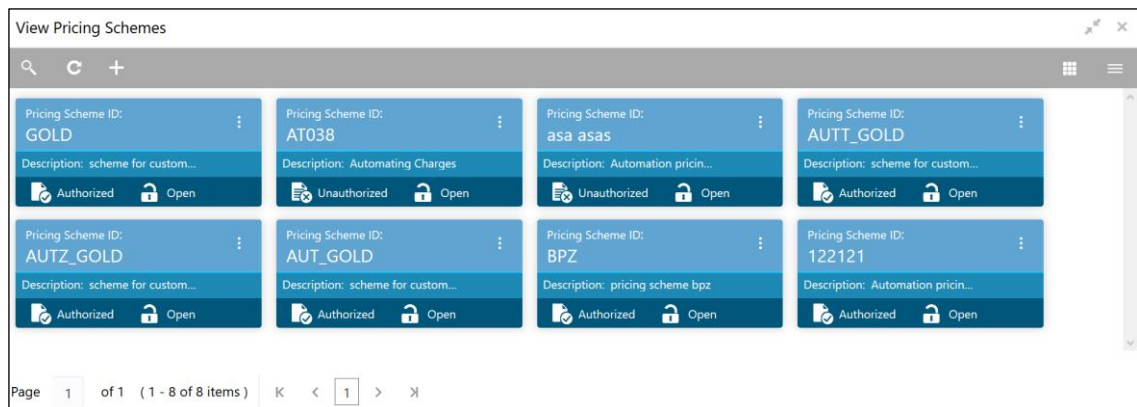 View Pricing Schemes
Pricing Scheme ID: Pricing Scheme ID: Pricing Scheme ID: Pricing Scheme ID:
GOLD AT038 asa asas AUTT_GOLD
Description: scheme for custom... Description: Automating Charges Description: Automation pricin... Description: scheme for custom...
Authorized Open Unauthorized Open Unauthorized Open Authorized Open
Pricing Scheme ID: Pricing Scheme ID: Pricing Scheme ID: Pricing Scheme ID:
AUTZ_GOLD AUT_GOLD BPZ 122121
Description: scheme for custom... Description: scheme for custom... Description: pricing scheme bpz Description: Automation pricin...
Authorized Open Authorized Open Authorized Open Authorized Open
Page 1 of 1 ( 1 - 8 of 8 items ) 1